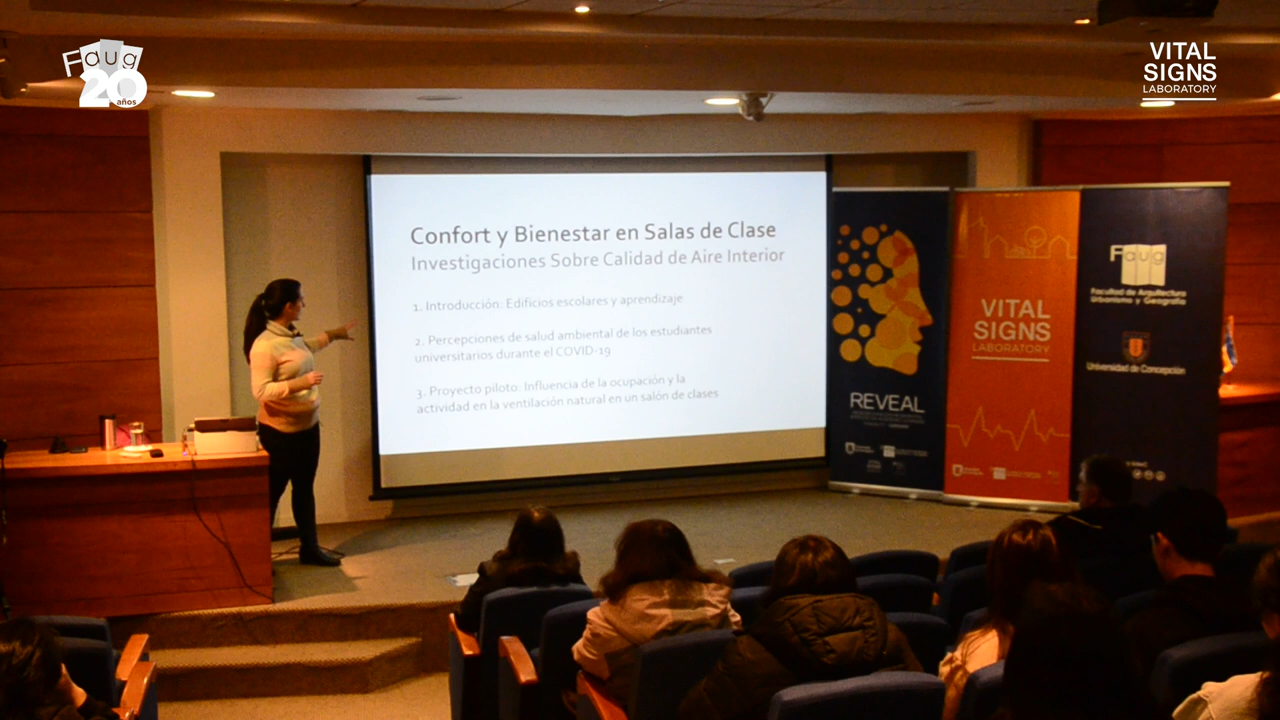 Faug
20
años
VITAL
SIGNS
LABORATORY
Confort y Bienestar en Salas de Clase
Investigaciones Sobre Calidad de Aire Interior
1. Introducción: Edificios escolares y aprendizaje
2. Percepciones de salud ambiental de los estudiantes
universitarios durante el COVID-19
3. Proyecto piloto: Influencia de la ocupación y la
actividad en la ventilación natural en un salón de clases
REVEAL
VITAL
SIGNS
LABORATORY
Faug
Facultad de Arquitectura
Urbanismo y Geografía
Universidad de Concepción